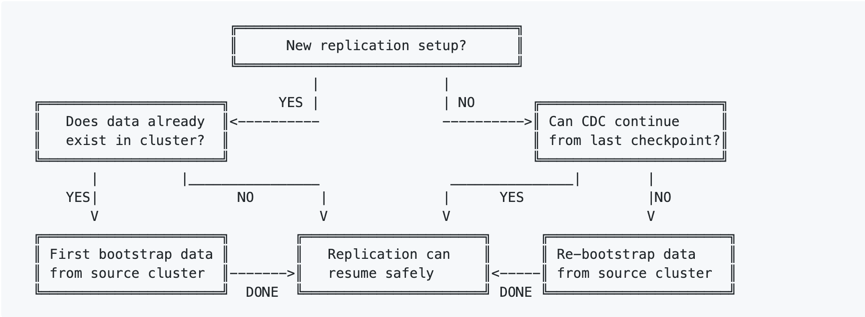 New replication setup?
YES
NO
Does data already
exist in cluster?
Can CDC continue
from last checkpoint?
YES
NO
YES
NO
First bootstrap data
from source cluster
Replication can
resume safely
Re-bootstrap data
from source cluster
DONE
DONE